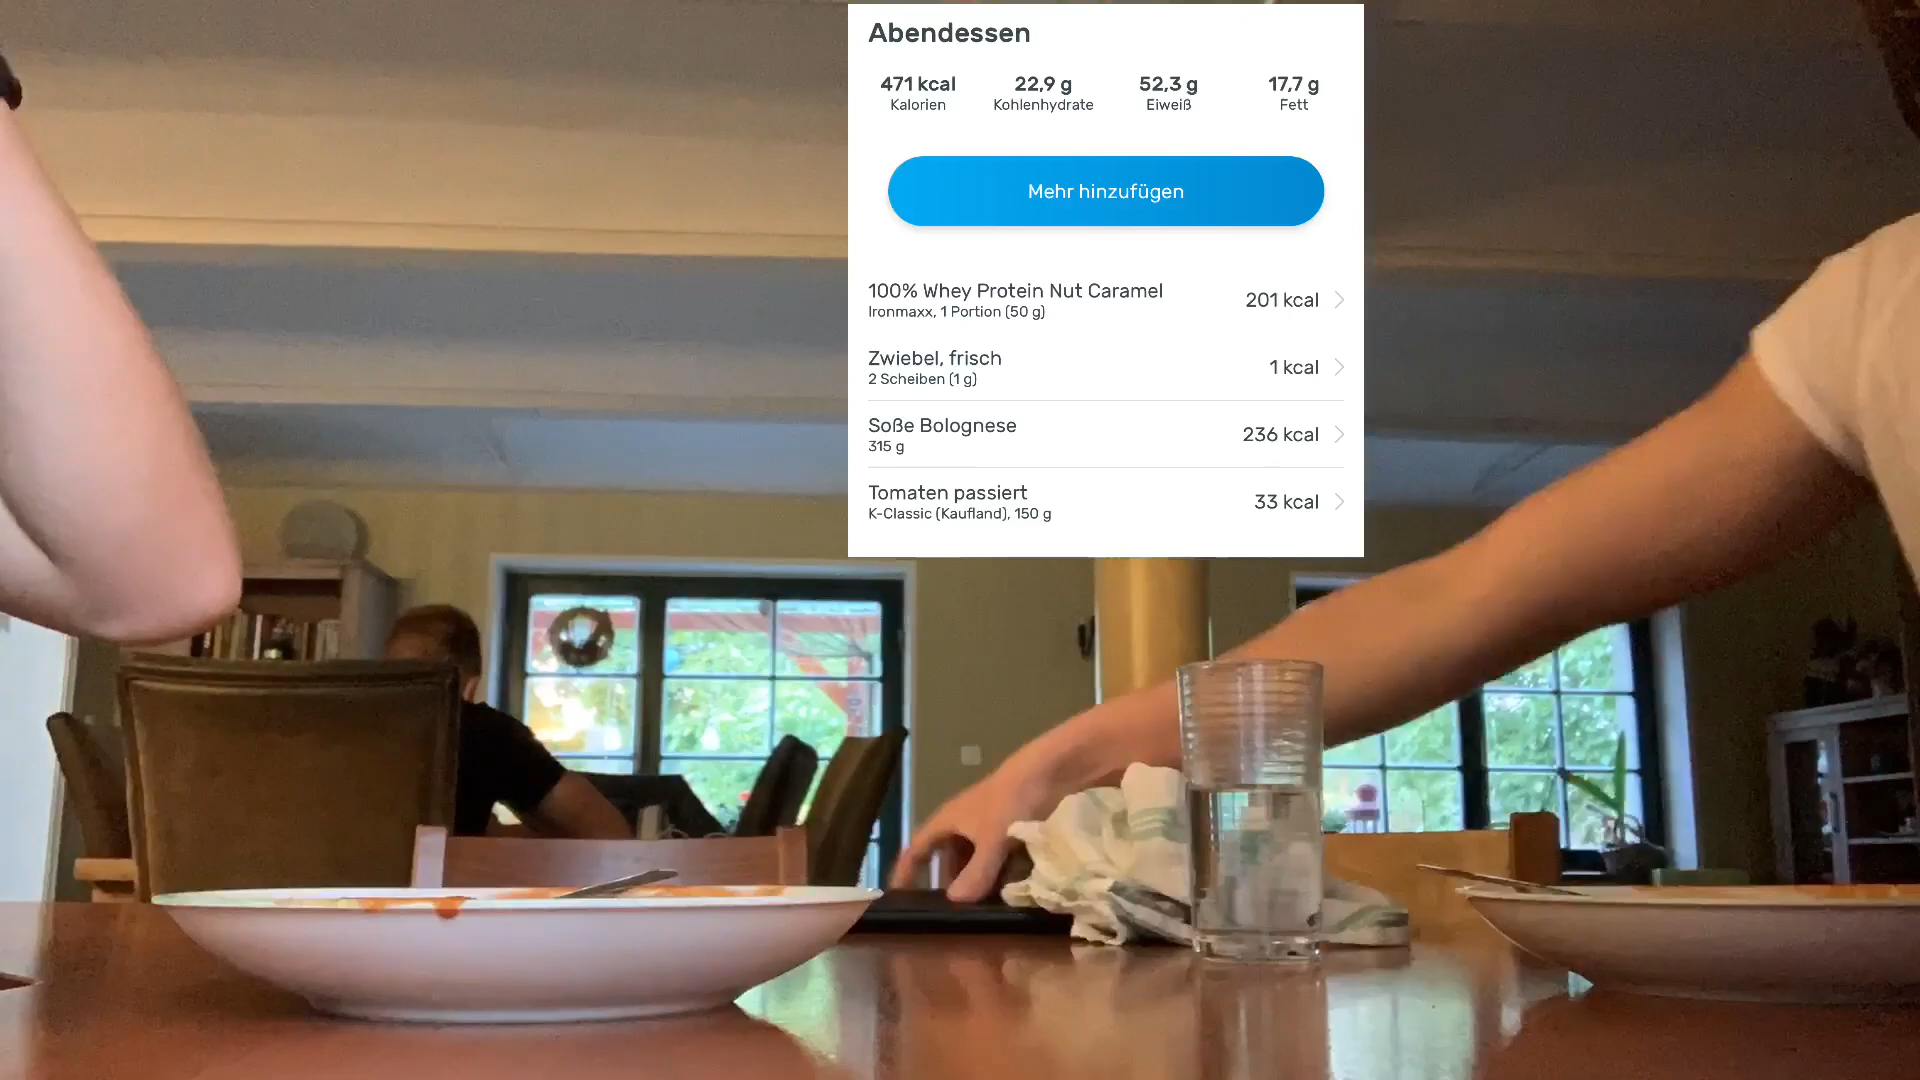 Abendessen
471 kcal
Kalorien
22,9 g
Kohlenhydrate
52,3 g
Eiweiß
17,7 g
Fett
Mehr hinzufügen
100% Whey Protein Nut Caramel
Ironmaxx, 1 Portion (50 g)
201 kcal
Zwiebel, frisch
2 Scheiben (1 g)
1 kcal
Soße Bolognese
315 g
236 kcal
Tomaten passiert
K-Classic (Kaufland), 150 g
33 kcal